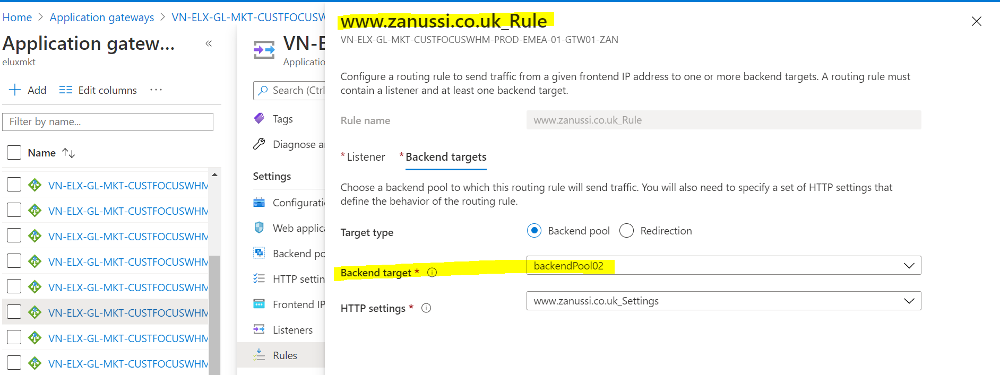 Home > Application gateways > VN-ELX-GL-MKT-CUSTFOCUSW
Application gatew... «
eluxmkt
+ Add Edit columns ...
Filter by name...
Name ↑↓
VN-ELX-GL-MKT-CUSTFOCUSWHM
VN-ELX-GL-MKT-CUSTFOCUSWHM
VN-ELX-GL-MKT-CUSTFOCUSWHM
VN-ELX-GL-MKT-CUSTFOCUSWHM
VN-ELX-GL-MKT-CUSTFOCUSWHM
VN-ELX-GL-MKT-CUSTFOCUSWHM
VN-ELX-GL-MKT-CUSTFOCUSWHM
VN-ELX-GL-MKT-CUSTFOCUSWHM
VN-E
Applicatio
Search (Ctrl
Tags
Diagnose a
Settings
Configurati
Web applic
Backend po
HTTP settin
Frontend IP
Listeners
Rules
www.zanussi.co.uk_Rule
VN-ELX-GL-MKT-CUSTFOCUSWHM-PROD-EMEA-01-GTW01-ZAN
Configure a routing rule to send traffic from a given frontend IP address to one or more backend targets. A routing rule must
contain a listener and at least one backend target.
Rule name www.zanussi.co.uk_Rule
* Listener * Backend targets
Choose a backend pool to which this routing rule will send traffic. You will also need to specify a set of HTTP settings that
define the behavior of the routing rule.
Target type Backend pool Redirection
Backend target * backendPool02
HTTP settings * www.zanussi.co.uk_Settings